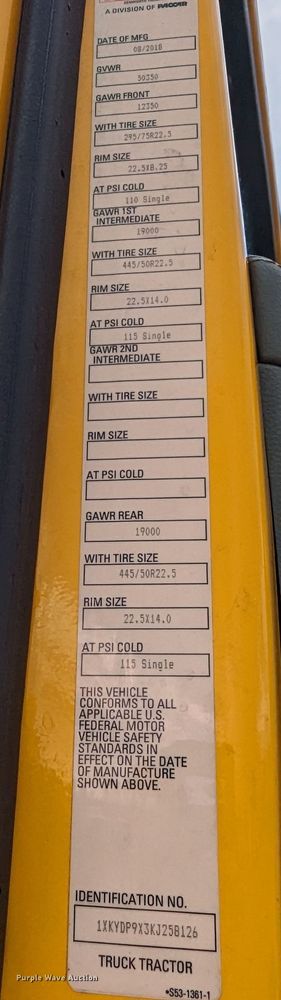 A DIVISION OF PACCAR
DATE OF MFG
08/2018
GVWR
50350
GAWR FRONT
12350
WITH TIRE SIZE
295/75R22.5
RIM SIZE
22.5X8.25
AT PSI COLD
110 Single
GAWR 1ST
INTERMEDIATE
19000
WITH TIRE SIZE
445/50R22.5
RIM SIZE
22.5X14.0
AT PSI COLD
115 Single
GAWR 2ND
INTERMEDIATE
WITH TIRE SIZE
RIM SIZE
AT PSI COLD
GAWR REAR
19000
WITH TIRE SIZE
445/50R22.5
RIM SIZE
22.5X14.0
AT PSI COLD
115 Single
THIS VEHICLE
CONFORMS TO ALL
APPLICABLE U.S.
FEDERAL MOTOR
VEHICLE SAFETY
STANDARDS IN
EFFECT ON THE DATE
OF MANUFACTURE
SHOWN ABOVE.
IDENTIFICATION NO.
1XKYDP9X3KJ258126
TRUCK TRACTOR
*S53-1361-1
Purple Wave Auction